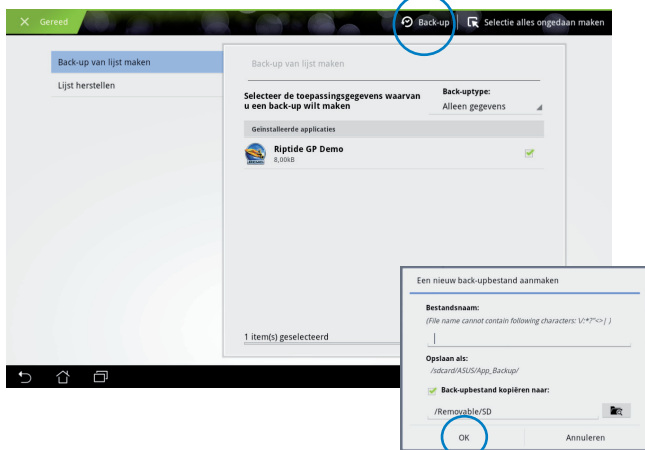 Gereed
Back-up
Selectie alles ongedaan maken
Back-up van lijst maken
Lijst herstellen
Back-up van lijst maken
Selecteer de toepassingsgegevens waarvan
u een back-up wilt maken
Back-uptype:
Alleen gegevens
Geïnstalleerde applicaties
Riptide GP Demo
8,00kB
1 item(s) geselecteerd
Een nieuw back-upbestand aanmaken
Bestandsnaam:
(File name cannot contain following characters: \/:*?"<>| )
Opslaan als:
/sdcard/ASUS/App_Backup/
Back-upbestand kopiëren naar:
/Removable/SD
OK
Annuleren